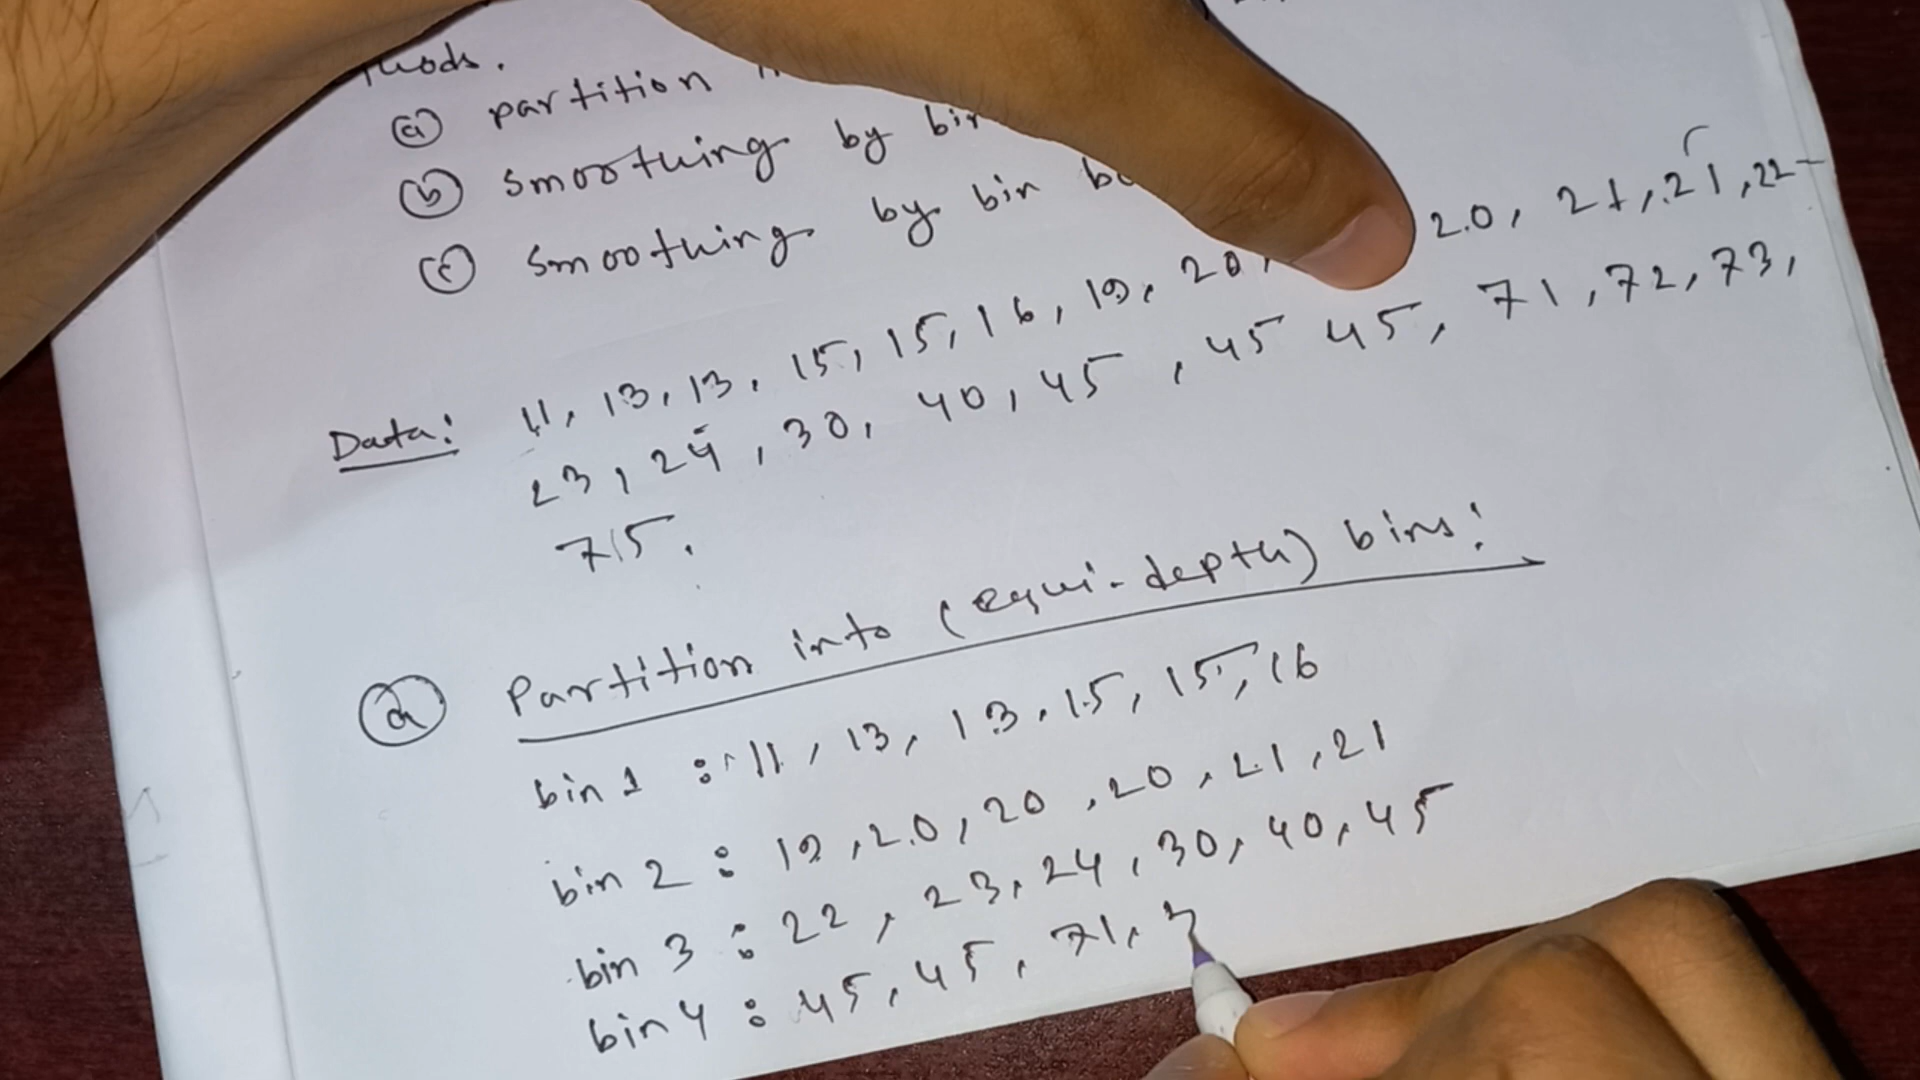 (a) partition
(b) smoothing by
(c) smoothing by bin
Data: 11, 13, 13, 15, 15, 16, 19, 20, 20, 21, 21, 22
23, 24, 30, 40, 45, 45 45, 71, 72, 73,
75.
(a) Partition into (equi-depth) bins:
bin 1 : 11, 13, 13, 15, 15, 16
bin 2 : 19, 20, 20, 20, 21, 21
bin 3 : 22, 23, 24, 30, 40, 45
bin 4 : 45, 45, 71,